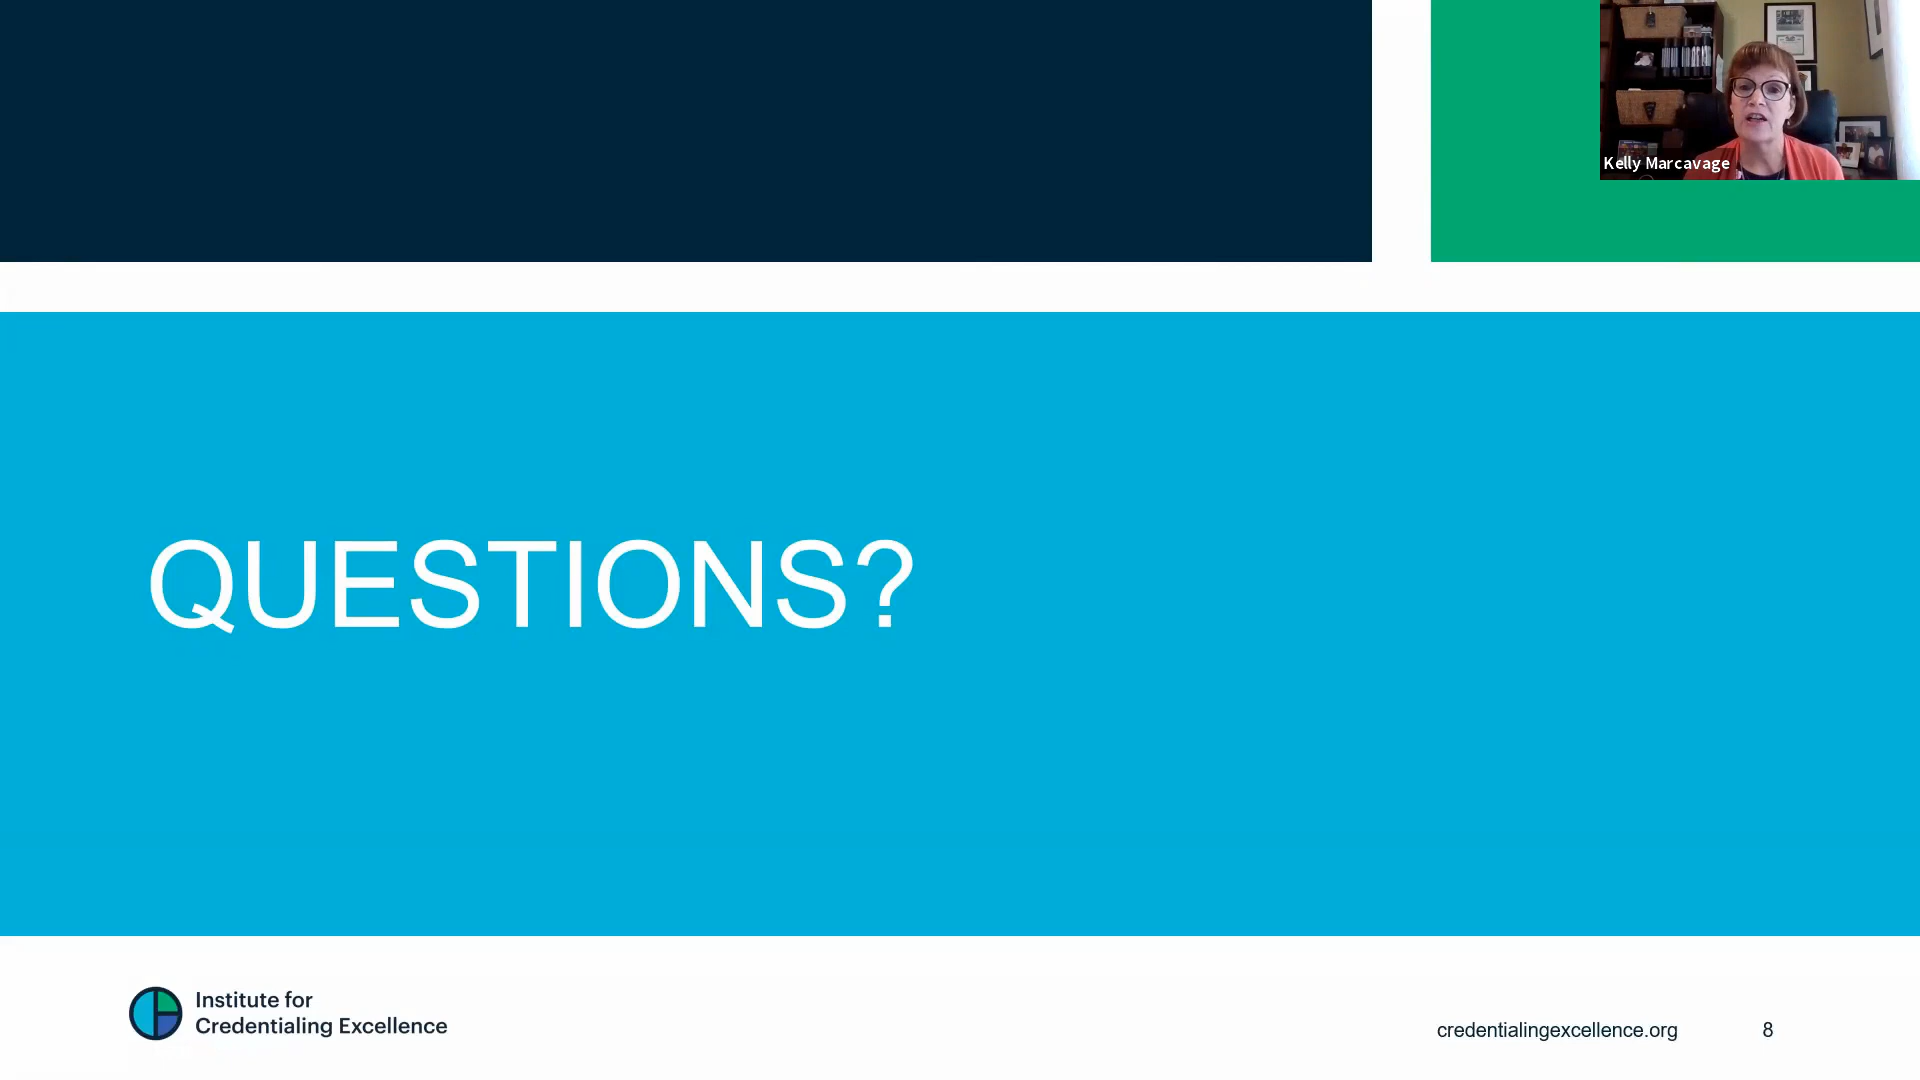 Kelly Marcavage
QUESTIONS?
Institute for
Credentialing Excellence
credentialingexcellence.org
8